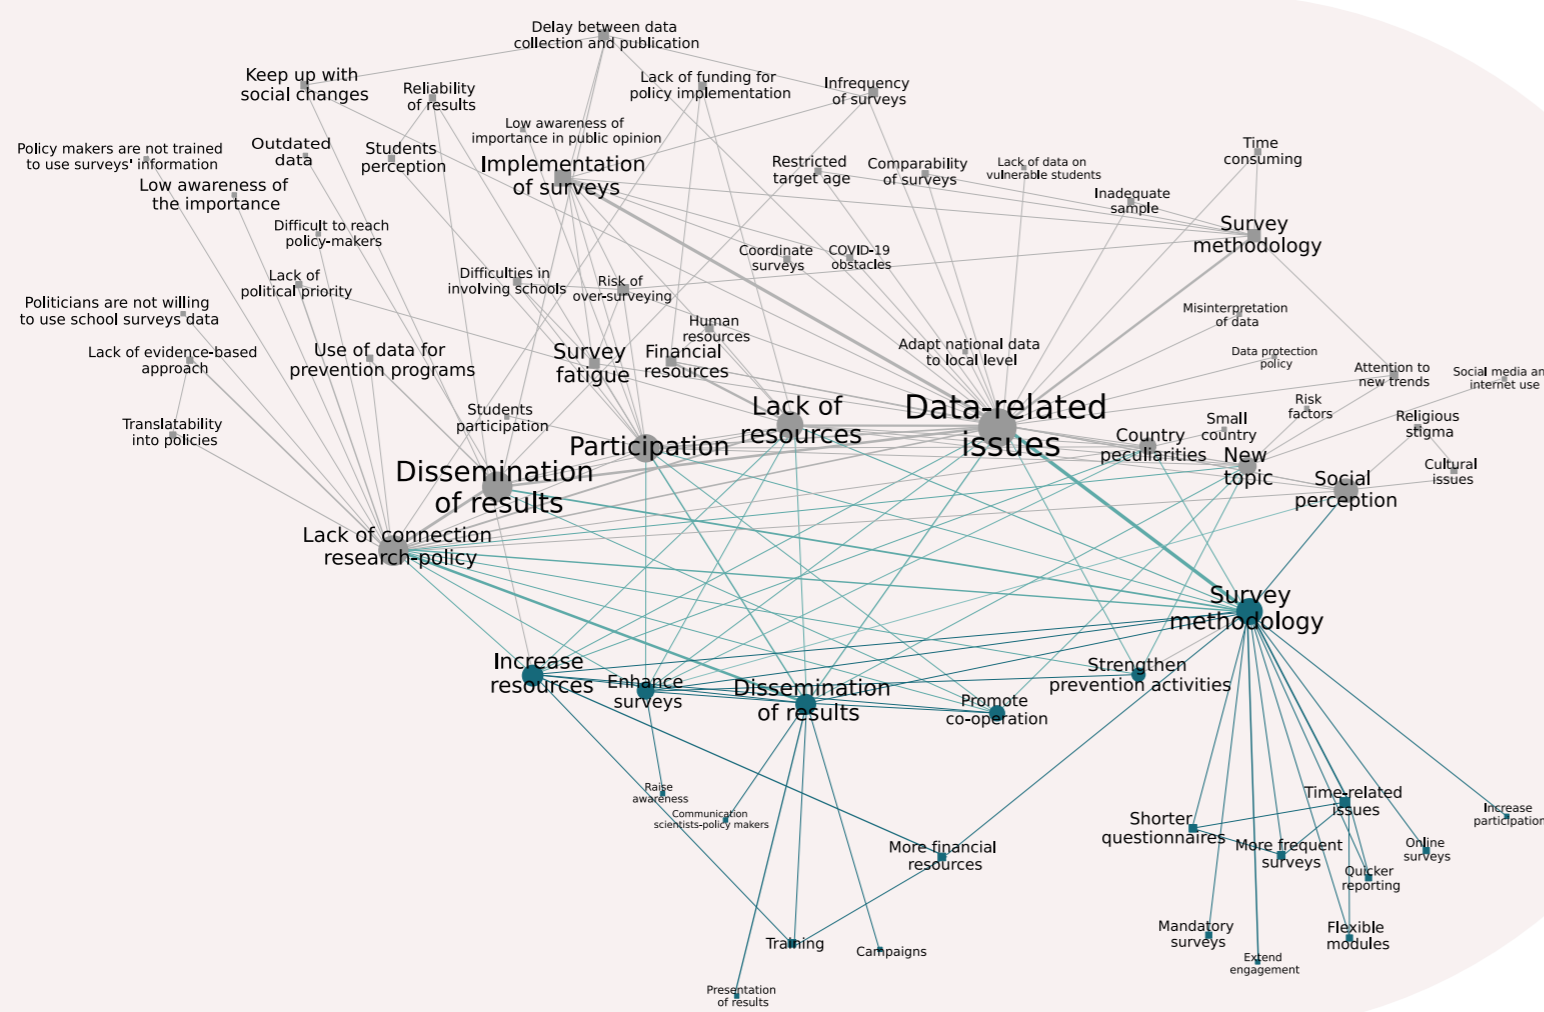 Delay between data
collection and publication
Keep up with
social changes
Reliability
of results
Lack of funding for
policy implementation
Infrequency
of surveys
Low awareness of
importance in public opinion
Policy makers are not trained
to use surveys' information
Outdated
data
Students
perception
Implementation
of surveys
Restricted
target age
Comparability
of surveys
Lack of data on
vulnerable students
Time
consuming
Low awareness of
the importance
Inadequate
sample
Difficult to reach
policy-makers
Survey
methodology
Coordinate
surveys
COVID-19
obstacles
Lack of
political priority
Difficulties in
involving schools
Risk of
over-surveying
Politicians are not willing
to use school surveys data
Human
resources
Misinterpretation
of data
Lack of evidence-based
approach
Use of data for
prevention programs
Survey
fatigue
Financial
resources
Adapt national data
to local level
Data protection
policy
Attention to
new trends
Social media an
internet use
Translatability
into policies
Students
participation
Lack of
resources
Data-related
issues
Risk
factors
Small
country
Religious
stigma
Participation
Country
peculiarities
New
topic
Dissemination
of results
Social
perception
Cultural
issues
Lack of connection
research-policy
Survey
methodology
Increase
resources
Enhance
surveys
Dissemination
of results
Promote
co-operation
Strengthen
prevention activities
Raise
awareness
Communication
scientists-policy makers
More financial
resources
Shorter
questionnaires
Time-related
issues
Increase
participation
More frequent
surveys
Online
surveys
Quicker
reporting
Training
Campaigns
Mandatory
surveys
Flexible
modules
Extend
engagement
Presentation
of results